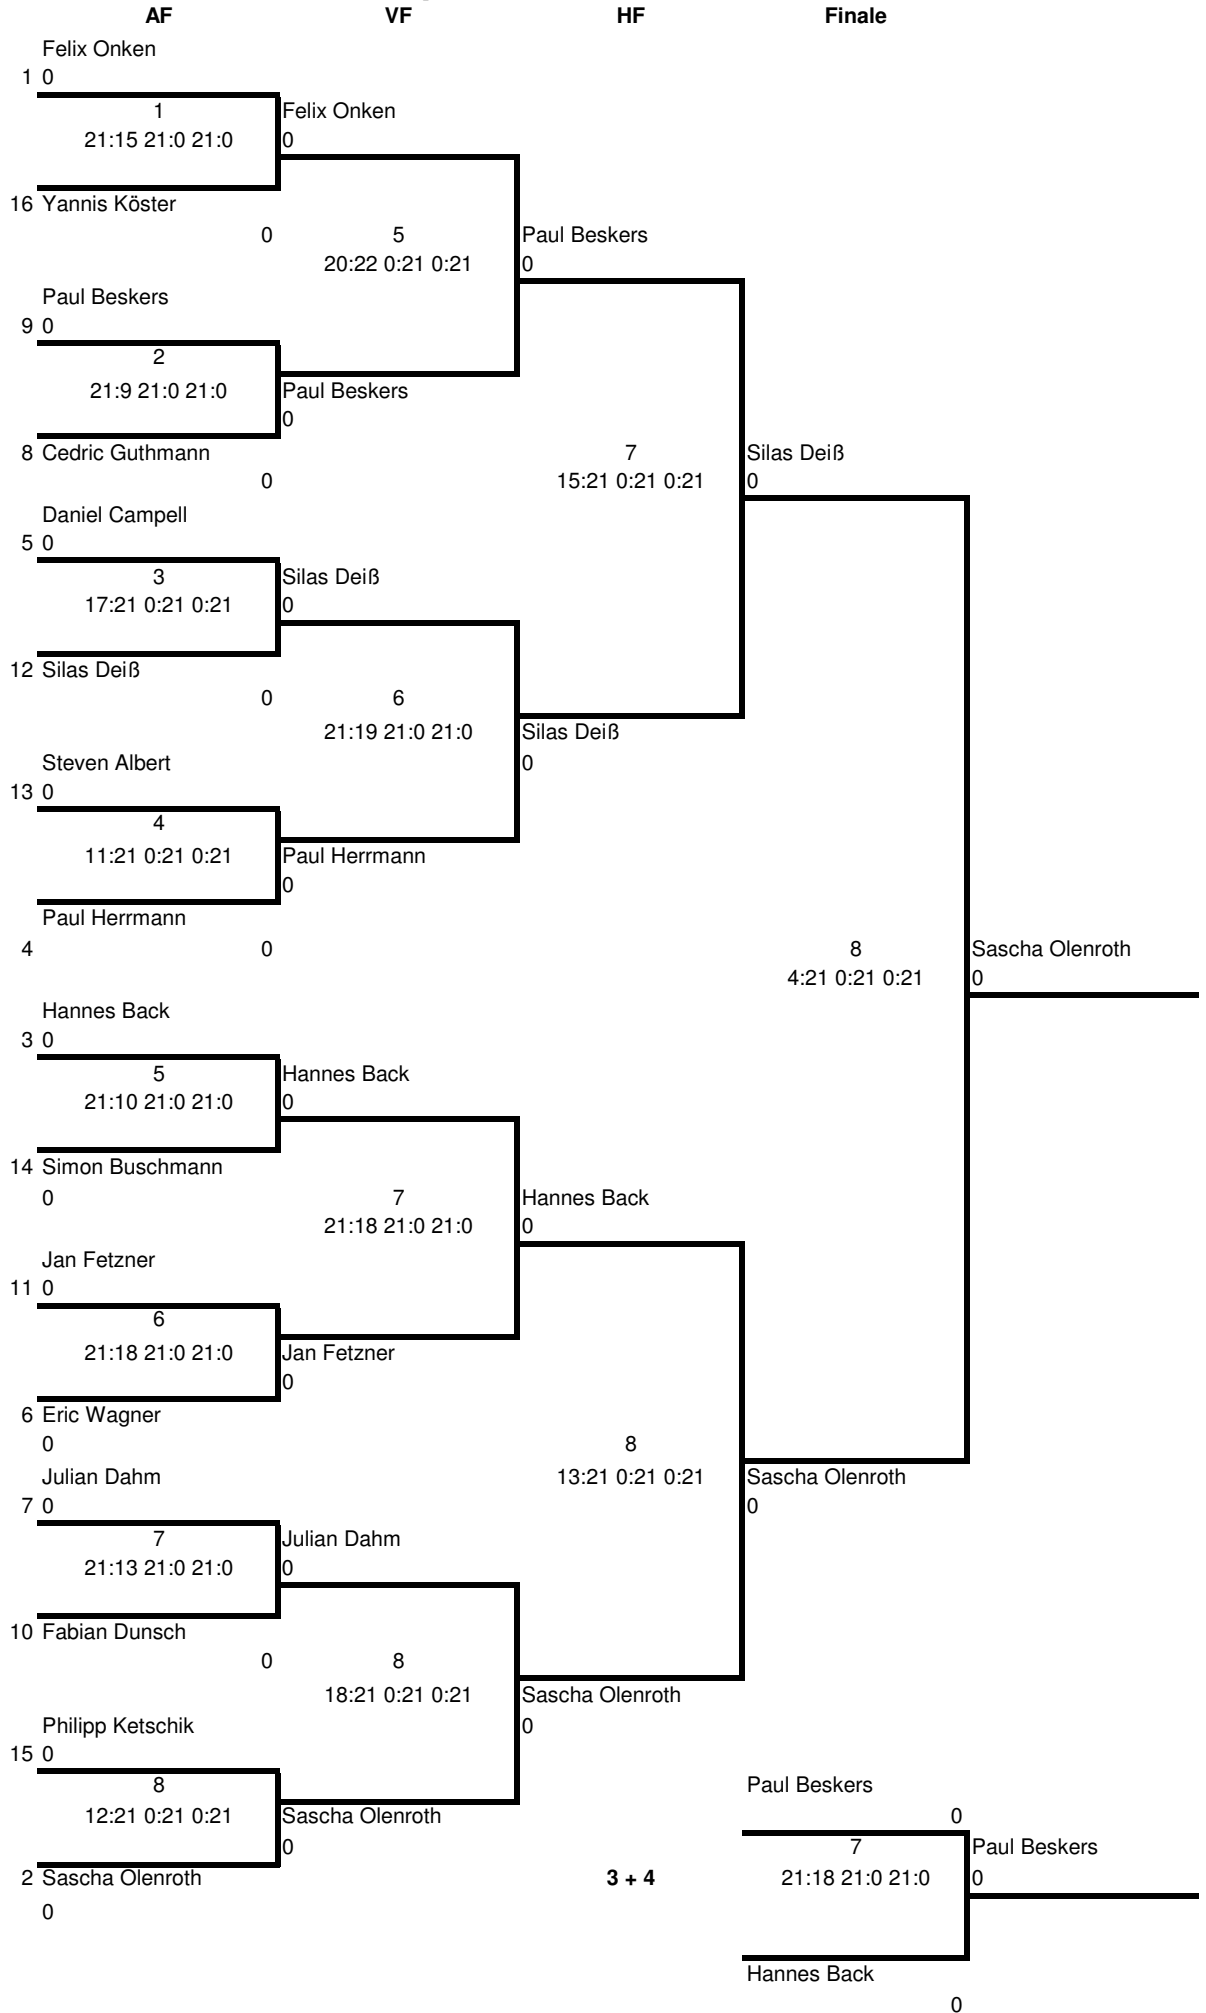 AF VF HF Finale
Felix Onken
1 0
1 Felix Onken
21:15 21:0 21:0 0
16 Yannis Köster
0 5 Paul Beskers
20:22 0:21 0:21 0
Paul Beskers
9 0
2
21:9 21:0 21:0 Paul Beskers
0
8 Cedric Guthmann 7 Silas Deiß
0 15:21 0:21 0:21 0
Daniel Campell
5 0
3 Silas Deiß
17:21 0:21 0:21 0
12 Silas Deiß
0 6
21:19 21:0 21:0 Silas Deiß
Steven Albert 0
13 0
4
11:21 0:21 0:21 Paul Herrmann
0
Paul Herrmann
4 0 8 Sascha Olenroth
4:21 0:21 0:21 0
Hannes Back
3 0
5 Hannes Back
21:10 21:0 21:0 0
14 Simon Buschmann
0 7 Hannes Back
21:18 21:0 21:0 0
Jan Fetzner
11 0
6
21:18 21:0 21:0 Jan Fetzner
0
6 Eric Wagner
0 8
Julian Dahm 13:21 0:21 0:21 Sascha Olenroth
7 0 0
7 Julian Dahm
21:13 21:0 21:0 0
10 Fabian Dunsch
0 8
18:21 0:21 0:21 Sascha Olenroth
Philipp Ketschik 0
15 0
8 Paul Beskers
12:21 0:21 0:21 Sascha Olenroth 0
0 7 Paul Beskers
2 Sascha Olenroth 3 + 4 21:18 21:0 21:0 0
0
Hannes Back
0